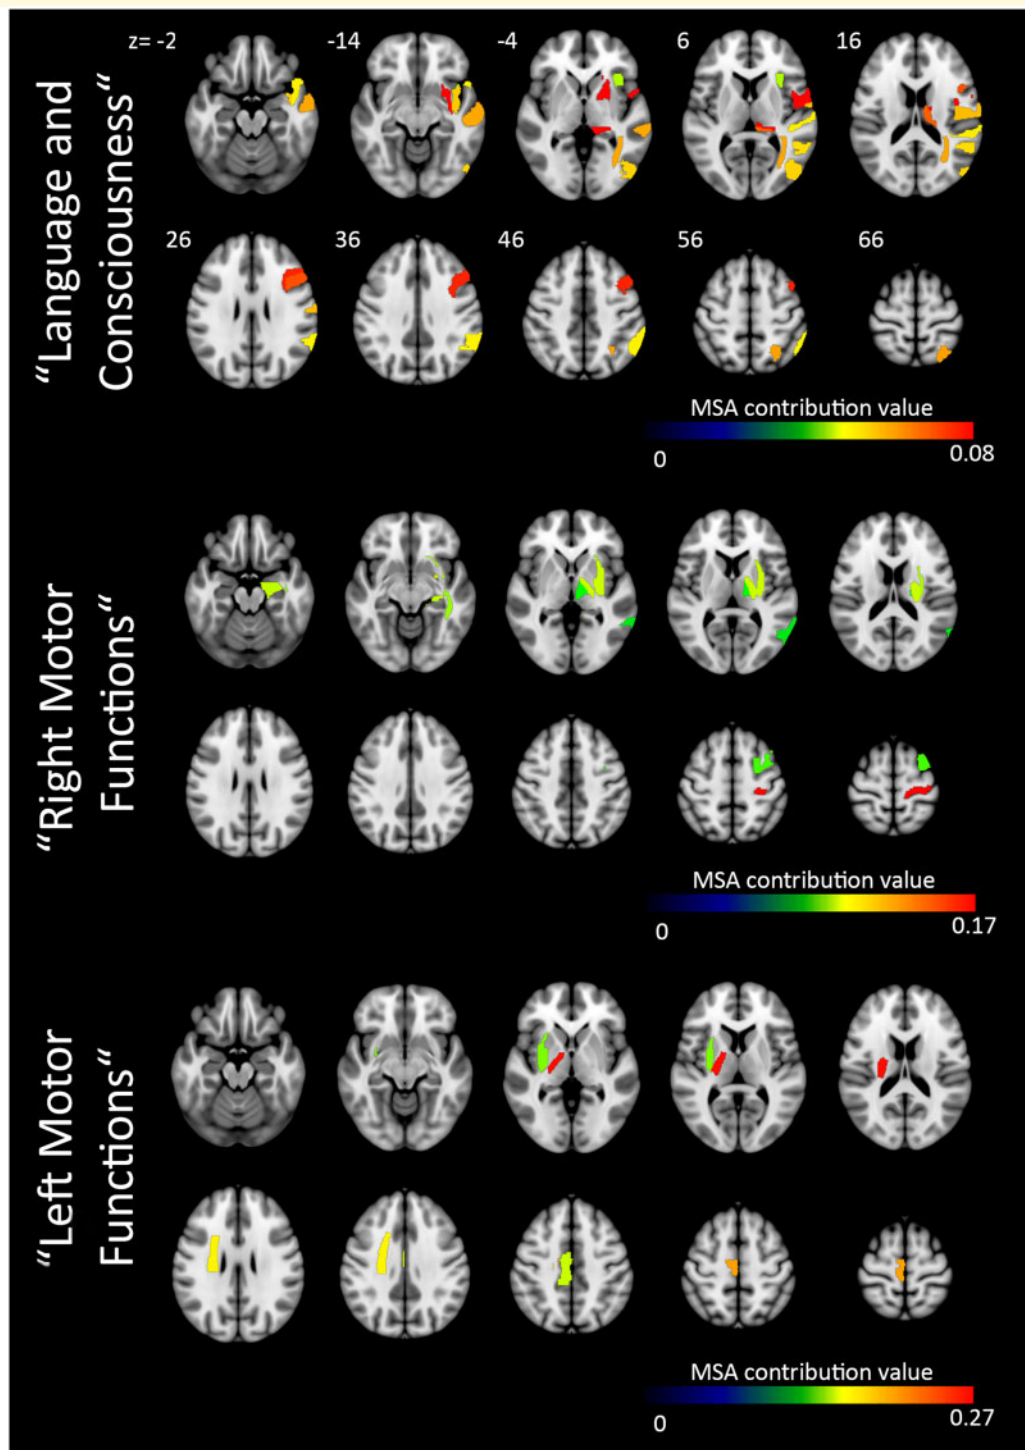 “Language and
Consciousness“
z= -2 -14 -4 6 16
26 36 46 56 66
MSA contribution value
0 0.08
“Right Motor
Functions“
MSA contribution value
0 0.17
“Left Motor
Functions“
MSA contribution value
0 0.27